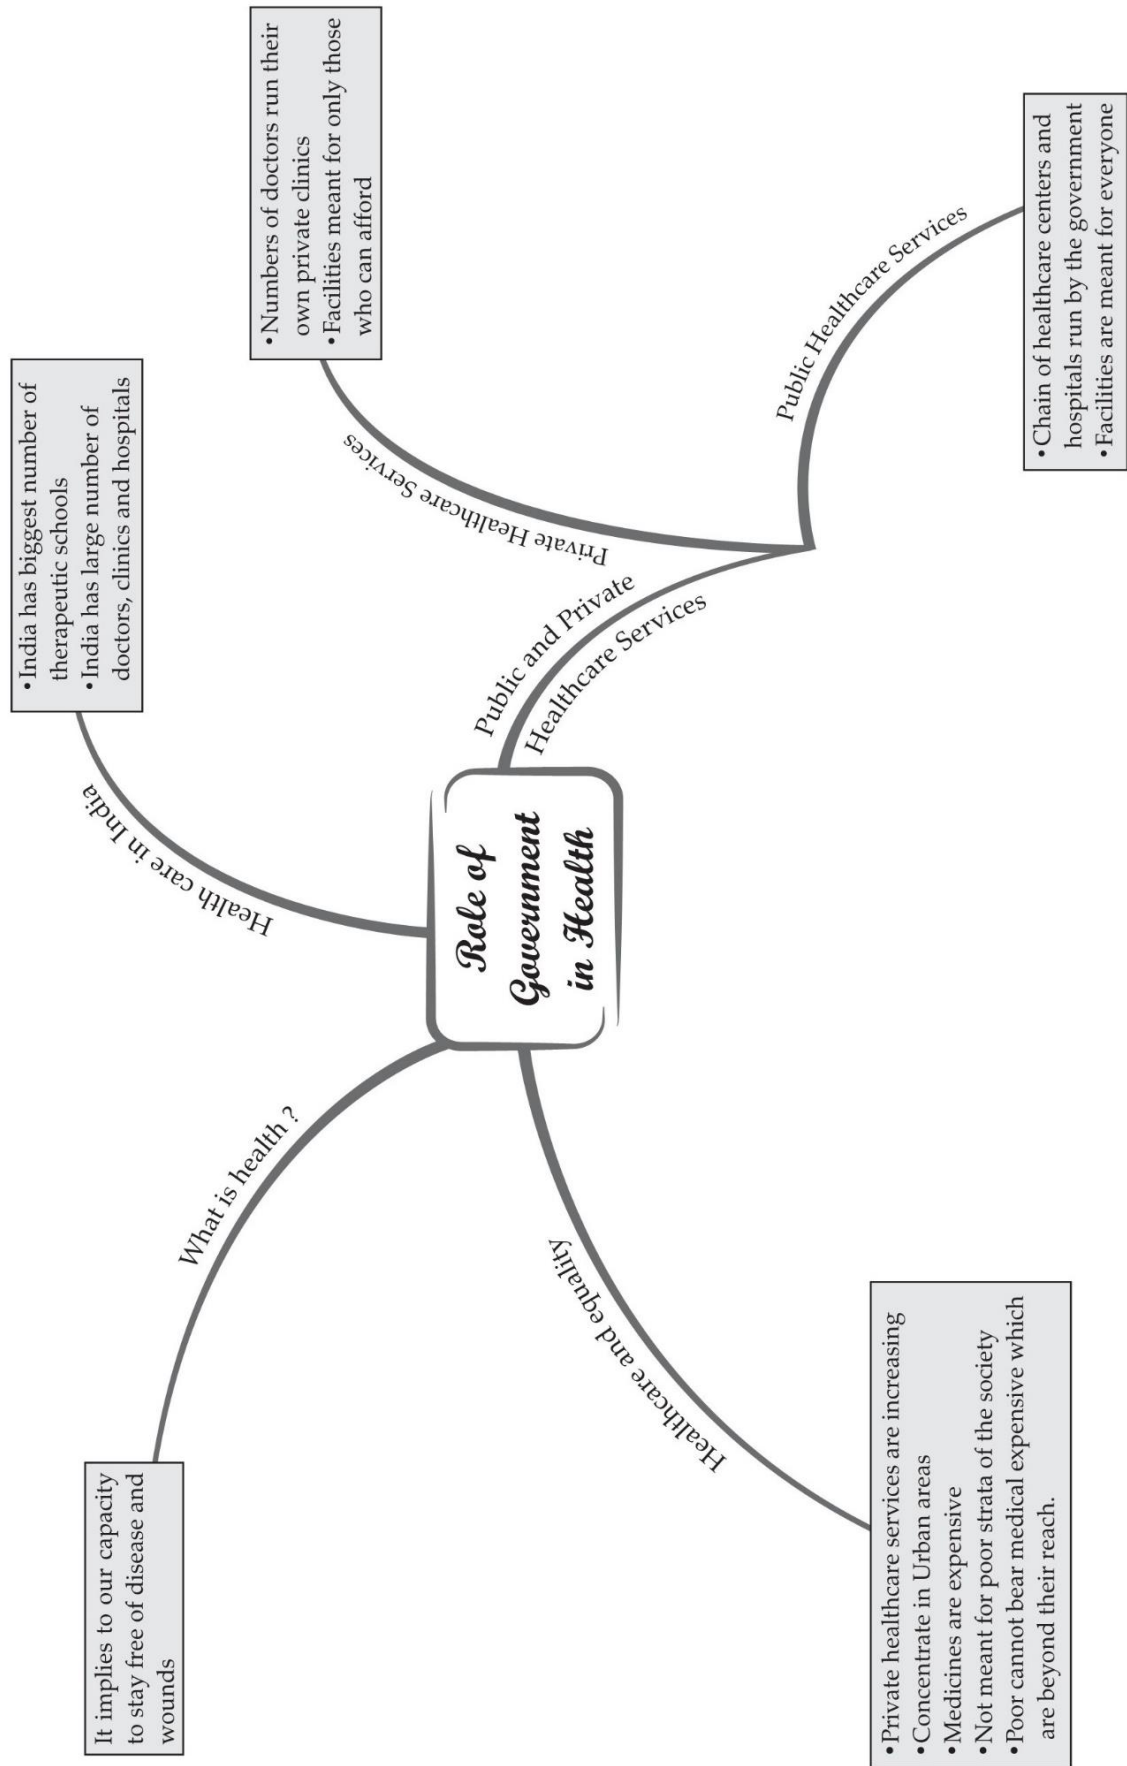 Role of
Government
in Health
What is health ?
It implies to our capacity
to stay free of disease and
wounds
Health care in India
•India has biggest number of
therapeutic schools
•India has large number of
doctors, clinics and hospitals
Public and Private
Healthcare Services
Private Healthcare Services
•Numbers of doctors run their
own private clinics
•Facilities meant for only those
who can afford
Public Healthcare Services
•Chain of healthcare centers and
hospitals run by the government
•Facilities are meant for everyone
Healthcare and equality
•Private healthcare services are increasing
•Concentrate in Urban areas
•Medicines are expensive
•Not meant for poor strata of the society
•Poor cannot bear medical expensive which
are beyond their reach.